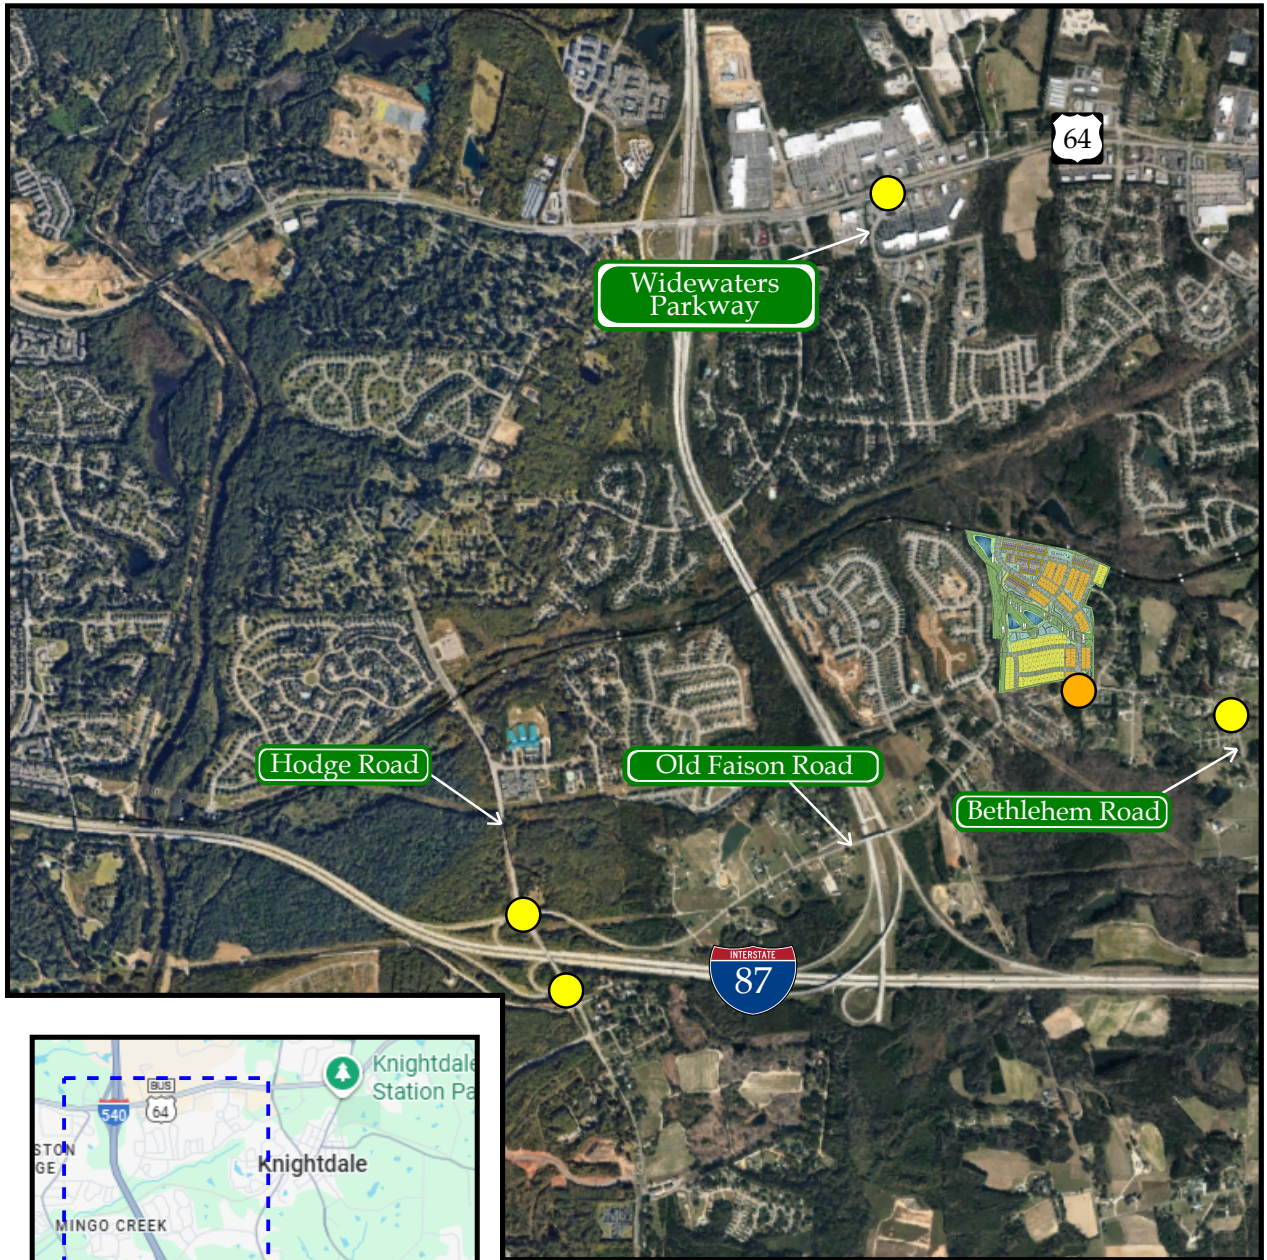 64
Widewaters
Parkway
Hodge Road
Old Faison Road
Bethlehem Road
INTERSTATE
87
Knightdale
Station Pa
BUS
64
540
STON
GE
Knightdale
MINGO CREEK